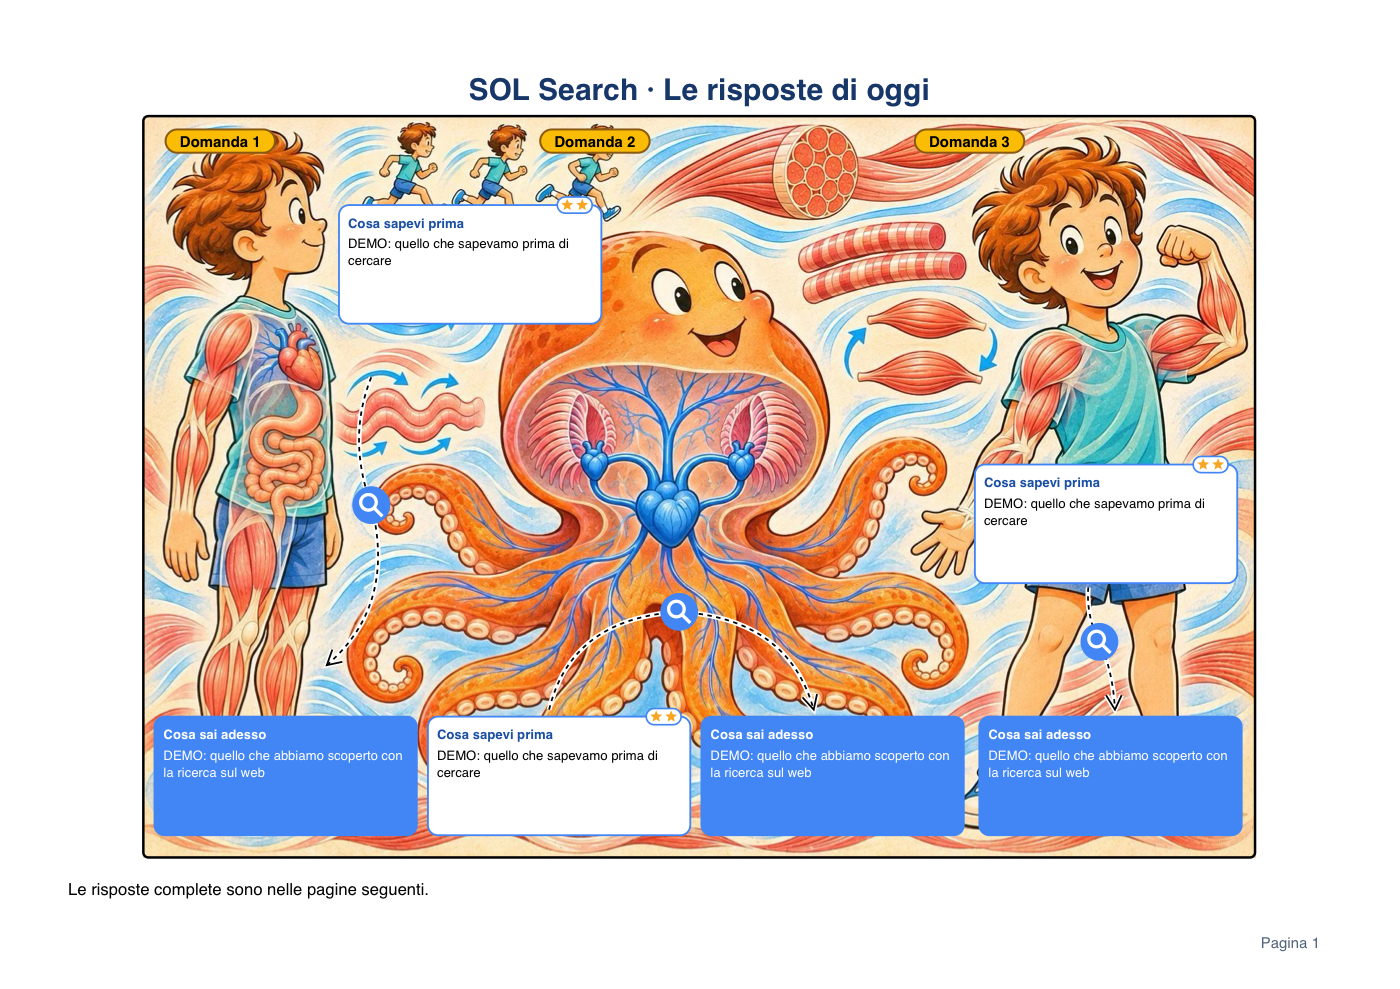 SOL Search · Le risposte di oggi
Domanda 1
Domanda 2
Domanda 3
Cosa sapevi prima
DEMO: quello che sapevamo prima di
cercare
Cosa sapevi prima
DEMO: quello che sapevamo prima di
cercare
Cosa sai adesso
DEMO: quello che abbiamo scoperto con
la ricerca sul web
Cosa sapevi prima
DEMO: quello che sapevamo prima di
cercare
Cosa sai adesso
DEMO: quello che abbiamo scoperto con
la ricerca sul web
Cosa sai adesso
DEMO: quello che abbiamo scoperto con
la ricerca sul web
Le risposte complete sono nelle pagine seguenti.
Pagina 1